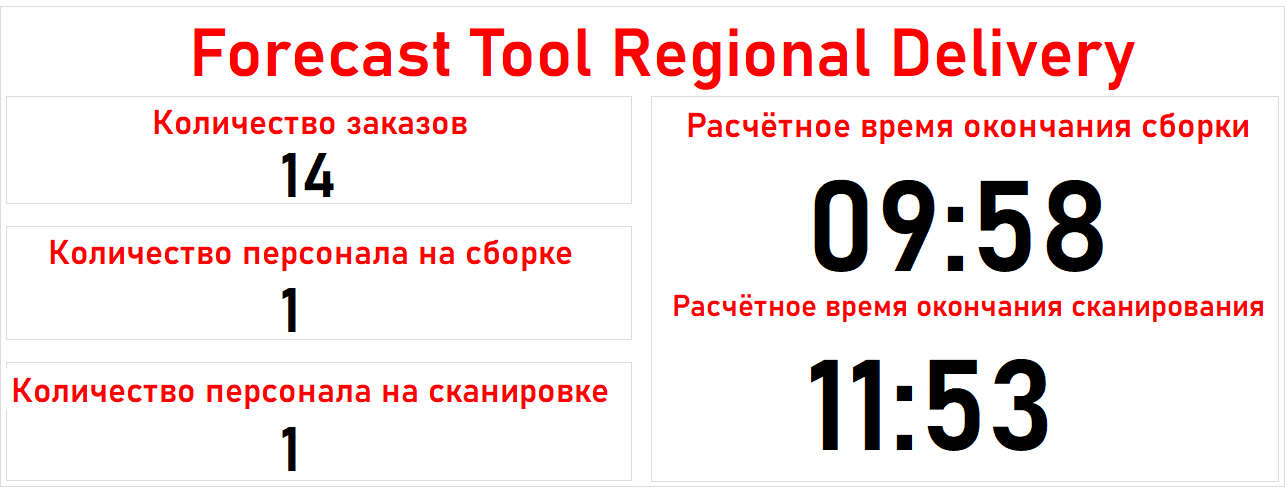 Forecast Tool Regional Delivery
Количество заказов
14
Количество персонала на сборке
1
Количество персонала на сканировке
1
Расчётное время окончания сборки
09:58
Расчётное время окончания сканирования
11:53